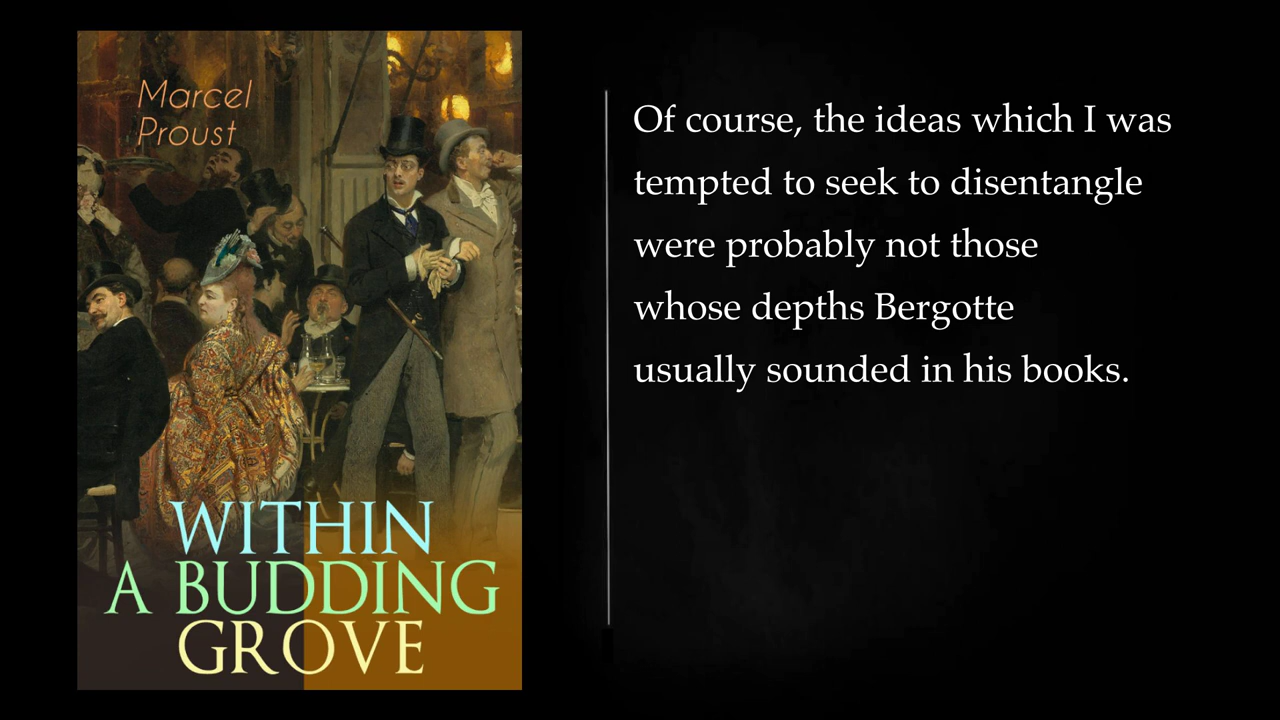 Marcel
Proust
WITHIN
A BUDDING
GROVE
Of course, the ideas which I was
tempted to seek to disentangle
were probably not those
whose depths Bergotte
usually sounded in his books.